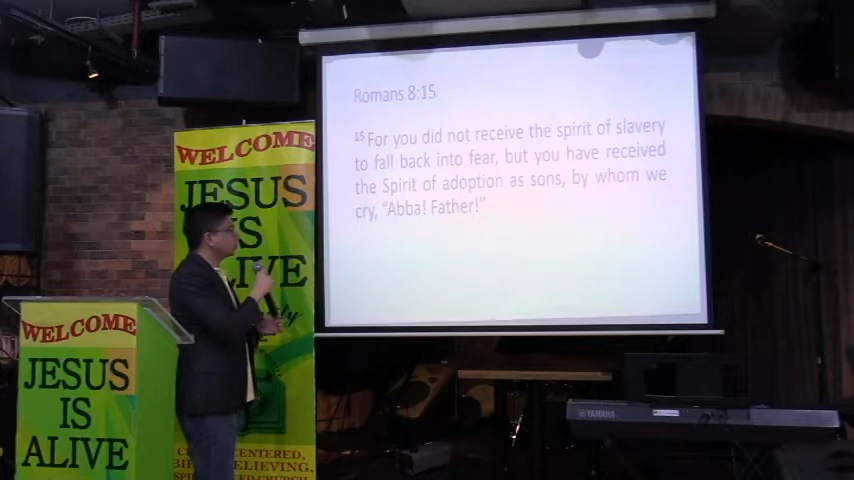 Romans 8:15
15 For you did not receive the spirit of slavery
to fall back into fear, but you have received
the Spirit of adoption as sons, by whom we
cry, “Abba! Father!”
WELCOME
JESUS
IS
ALIVE
WELCOME
JESUS
IS
ALIVE
YAMAHA